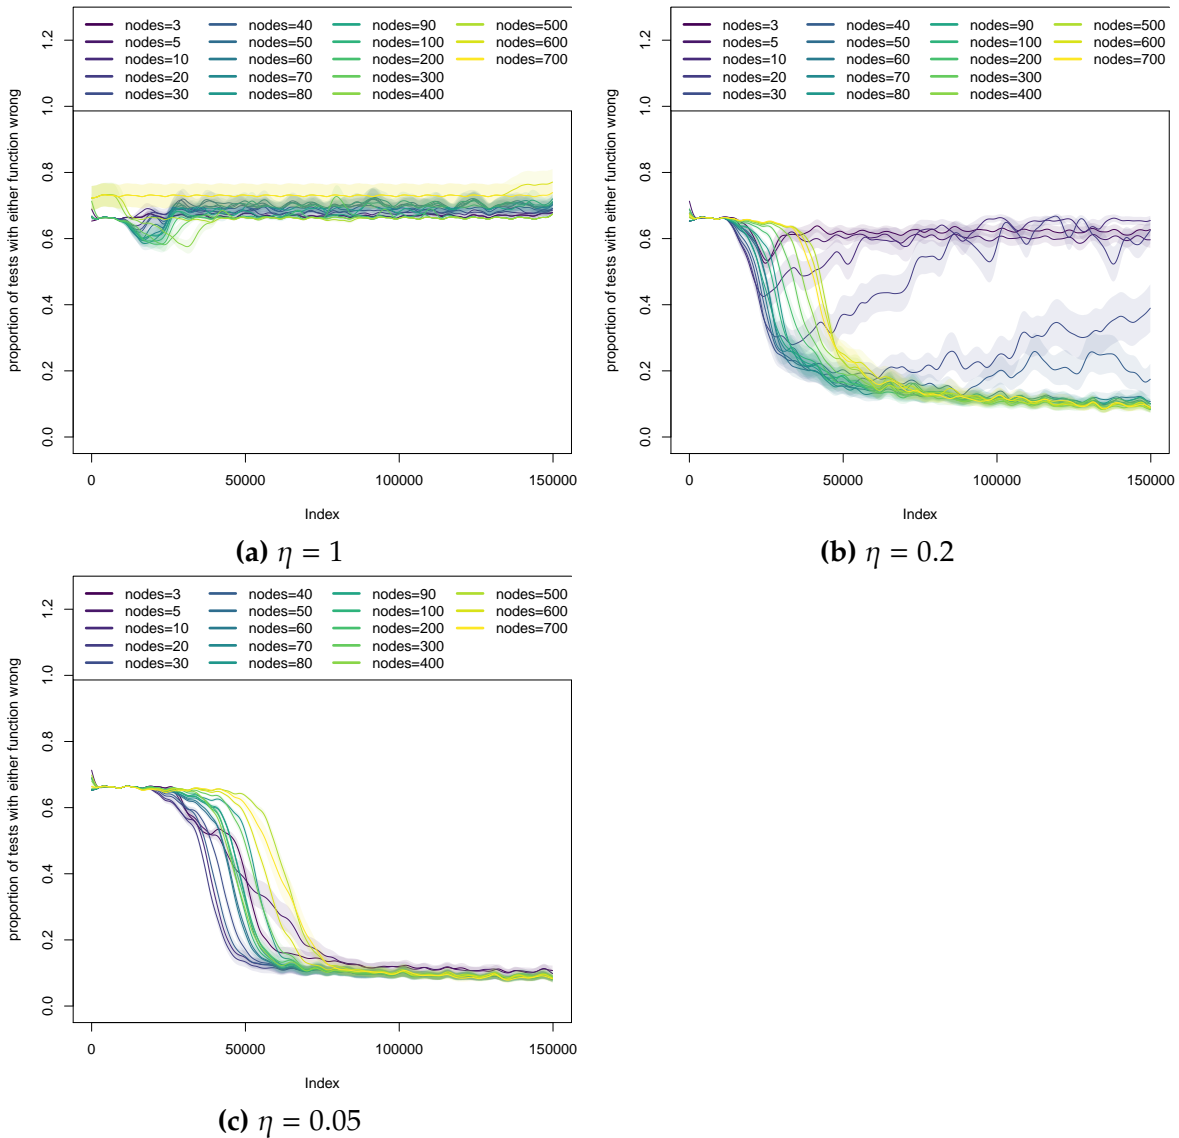 nodes=3 nodes=40 nodes=90 nodes=500
nodes=5 nodes=50 nodes=100 nodes=600
nodes=10 nodes=60 nodes=200 nodes=700
nodes=20 nodes=70 nodes=300
nodes=30 nodes=80 nodes=400
proportion of tests with either function wrong
1.2
1.0
0.8
0.6
0.4
0.2
0.0
0 50000 100000 150000
Index
(a) η = 1
nodes=3 nodes=40 nodes=90 nodes=500
nodes=5 nodes=50 nodes=100 nodes=600
nodes=10 nodes=60 nodes=200 nodes=700
nodes=20 nodes=70 nodes=300
nodes=30 nodes=80 nodes=400
proportion of tests with either function wrong
1.2
1.0
0.8
0.6
0.4
0.2
0.0
0 50000 100000 150000
Index
(b) η = 0.2
nodes=3 nodes=40 nodes=90 nodes=500
nodes=5 nodes=50 nodes=100 nodes=600
nodes=10 nodes=60 nodes=200 nodes=700
nodes=20 nodes=70 nodes=300
nodes=30 nodes=80 nodes=400
proportion of tests with either function wrong
1.2
1.0
0.8
0.6
0.4
0.2
0.0
0 50000 100000 150000
Index
(c) η = 0.05